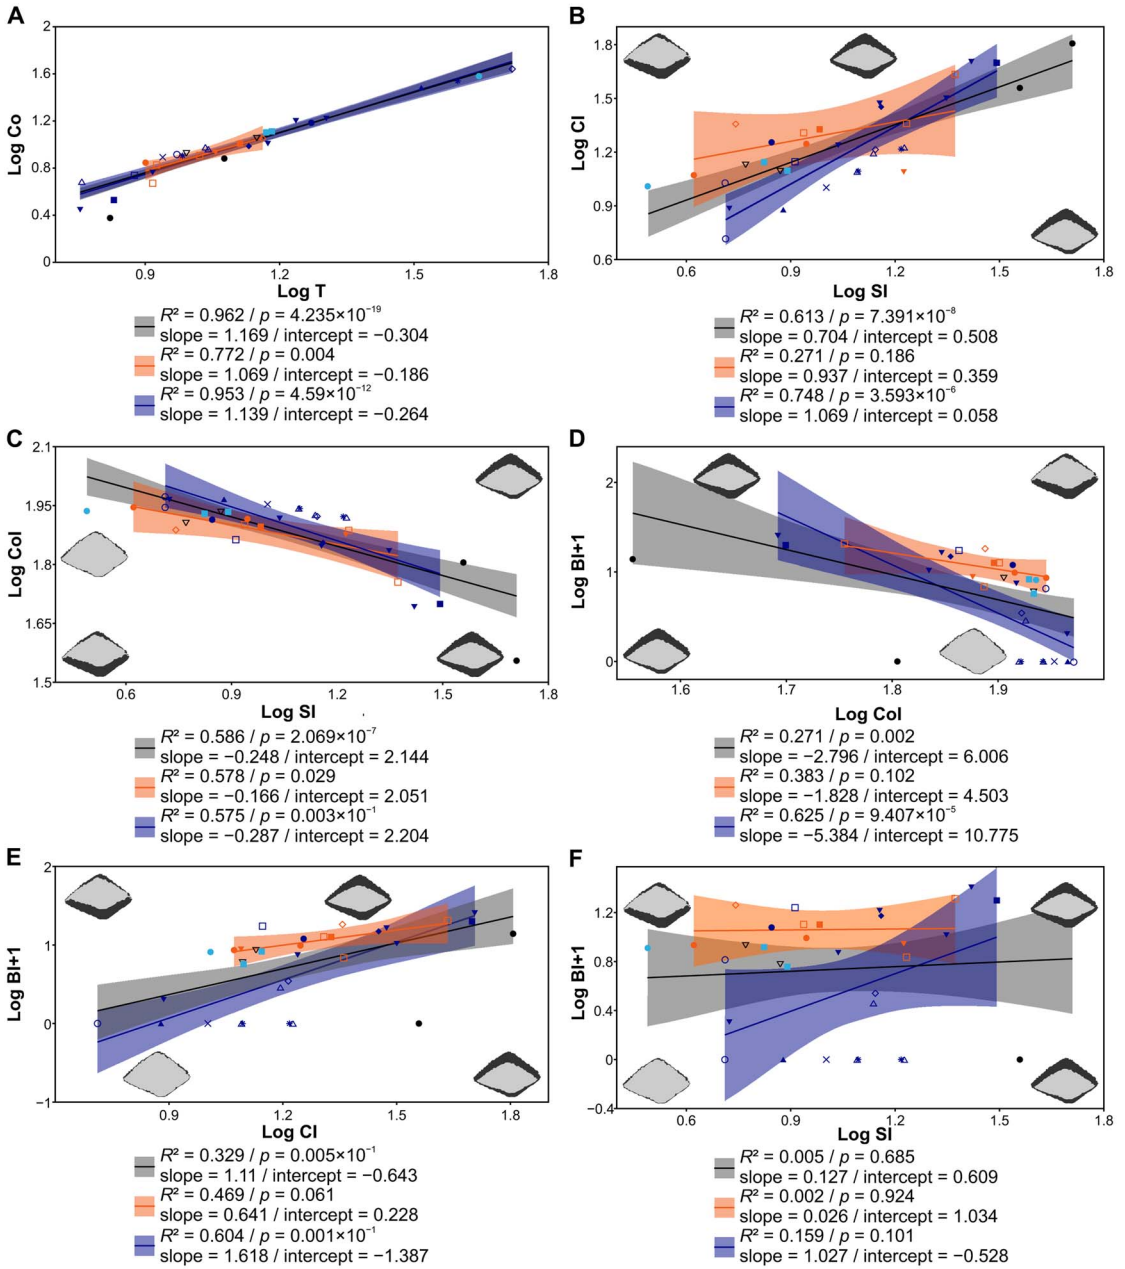 A
Log Co
2
1.6
1.2
0.8
0.4
0
0.9
1.2
1.5
1.8
Log T
R² = 0.962 / p = 4.235×10⁻¹⁹
slope = 1.169 / intercept = −0.304
R² = 0.772 / p = 0.004
slope = 1.069 / intercept = −0.186
R² = 0.953 / p = 4.59×10⁻¹²
slope = 1.139 / intercept = −0.264
B
Log CI
1.8
1.5
1.2
0.9
0.6
0.6
0.9
1.2
1.5
1.8
Log SI
R² = 0.613 / p = 7.391×10⁻⁸
slope = 0.704 / intercept = 0.508
R² = 0.271 / p = 0.186
slope = 0.937 / intercept = 0.359
R² = 0.748 / p = 3.593×10⁻⁶
slope = 1.069 / intercept = 0.058
C
Log CoI
2.1
1.95
1.8
1.65
1.5
0.6
0.9
1.2
1.5
1.8
Log SI
R² = 0.586 / p = 2.069×10⁻⁷
slope = −0.248 / intercept = 2.144
R² = 0.578 / p = 0.029
slope = −0.166 / intercept = 2.051
R² = 0.575 / p = 0.003×10⁻¹
slope = −0.287 / intercept = 2.204
D
Log BI+1
2
1
0
1.6
1.7
1.8
1.9
Log CoI
R² = 0.271 / p = 0.002
slope = −2.796 / intercept = 6.006
R² = 0.383 / p = 0.102
slope = −1.828 / intercept = 4.503
R² = 0.625 / p = 9.407×10⁻⁵
slope = −5.384 / intercept = 10.775
E
Log BI+1
2
1
0
−1
0.9
1.2
1.5
1.8
Log CI
R² = 0.329 / p = 0.005×10⁻¹
slope = 1.11 / intercept = −0.643
R² = 0.469 / p = 0.061
slope = 0.641 / intercept = 0.228
R² = 0.604 / p = 0.001×10⁻¹
slope = 1.618 / intercept = −1.387
F
Log BI+1
1.2
0.8
0.4
0
−0.4
0.6
0.9
1.2
1.5
1.8
Log SI
R² = 0.005 / p = 0.685
slope = 0.127 / intercept = 0.609
R² = 0.002 / p = 0.924
slope = 0.026 / intercept = 1.034
R² = 0.159 / p = 0.101
slope = 1.027 / intercept = −0.528